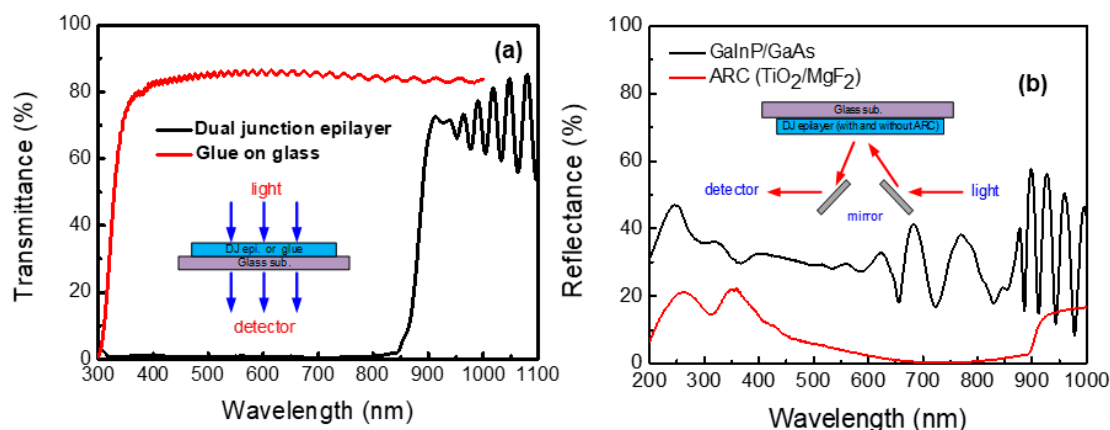 (a)
Transmittance (%)
100
80
60
40
20
0
Dual junction epilayer
Glue on glass
light
DJ epi. or glue
Glass sub.
detector
300 400 500 600 700 800 900 1000 1100
Wavelength (nm)
(b)
Reflectance (%)
100
80
60
40
20
0
GaInP/GaAs
ARC (TiO₂/MgF₂)
Glass sub.
DJ epilayer (with and without ARC)
detector
light
mirror
200 300 400 500 600 700 800 900 1000
Wavelength (nm)